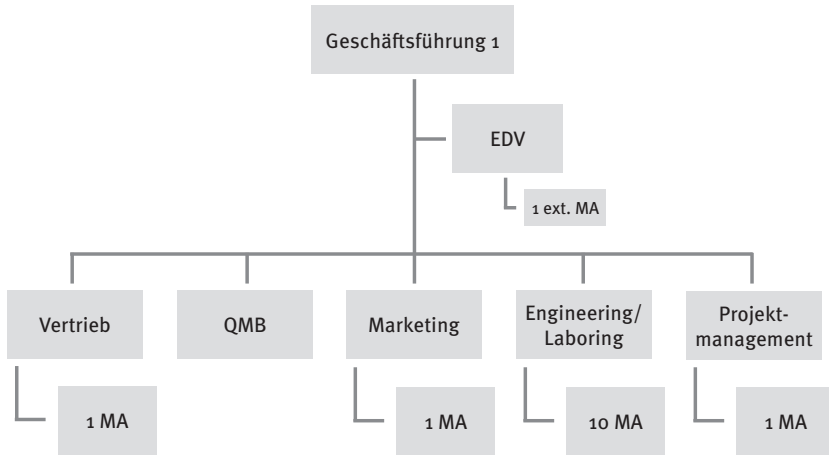 Geschäftsführung 1
EDV
1 ext. MA
Vertrieb
QMB
Marketing
Engineering/
Laboring
Projekt-
management
1 MA
1 MA
10 MA
1 MA